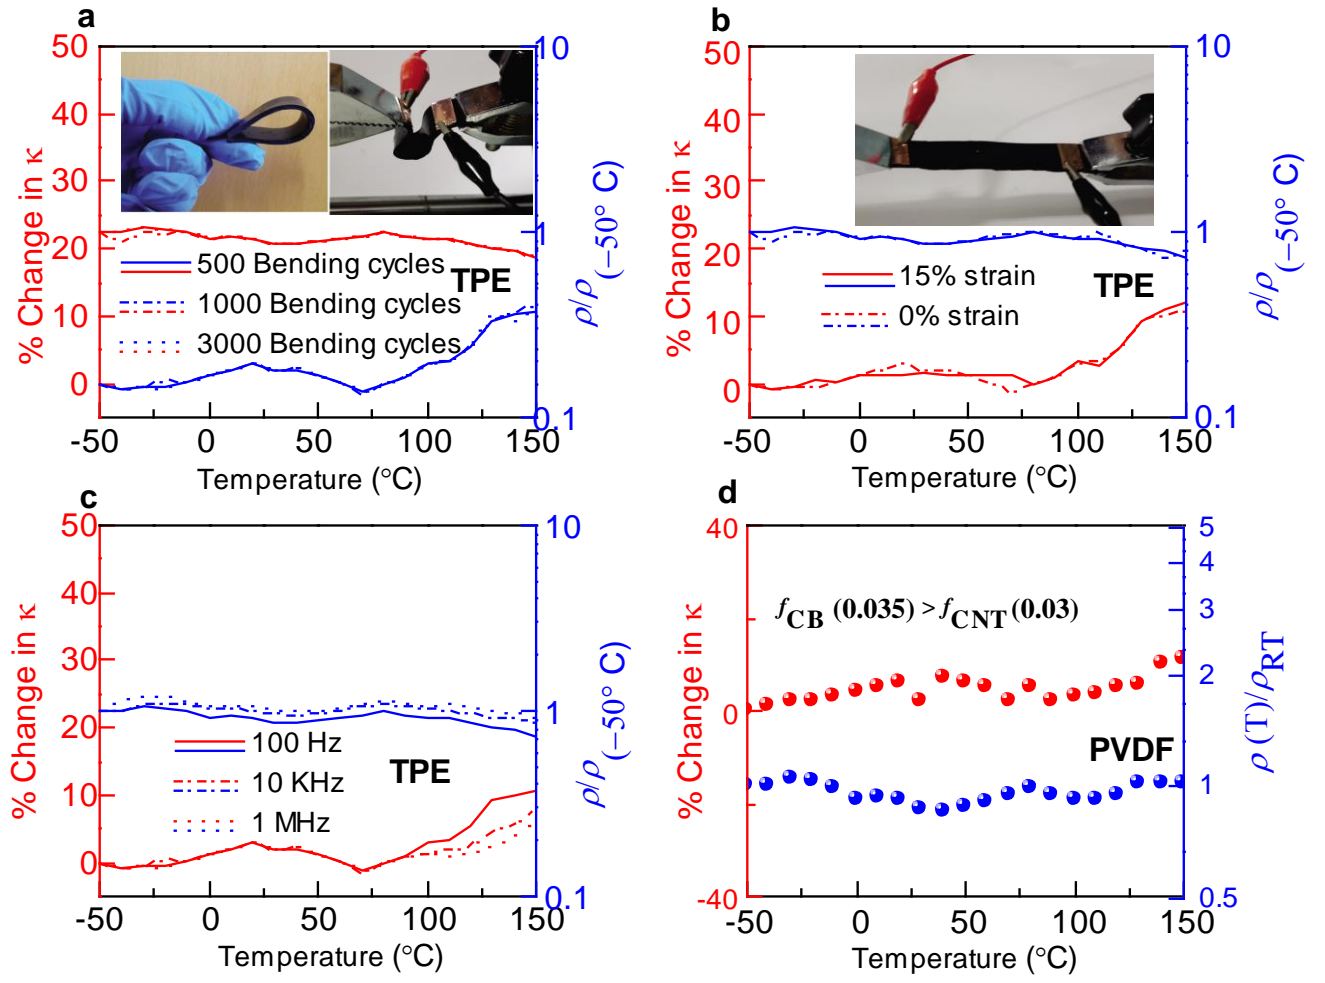 a
50
40
30
20
10
0
% Change in κ
10
1
0.1
ρ/ρ(−50° C)
500 Bending cycles
1000 Bending cycles
3000 Bending cycles
TPE
-50 0 50 100 150
Temperature (°C)
b
50
40
30
20
10
0
% Change in κ
10
1
0.1
ρ/ρ(−50° C)
15% strain
0% strain
TPE
-50 0 50 100 150
Temperature (°C)
c
50
40
30
20
10
0
% Change in κ
10
1
0.1
ρ/ρ(−50° C)
100 Hz
10 KHz
1 MHz
TPE
-50 0 50 100 150
Temperature (°C)
d
40
0
-40
% Change in κ
5
4
3
2
1
0.5
ρ (T)/ρRT
fCB (0.035) > fCNT (0.03)
PVDF
-50 0 50 100 150
Temperature (°C)